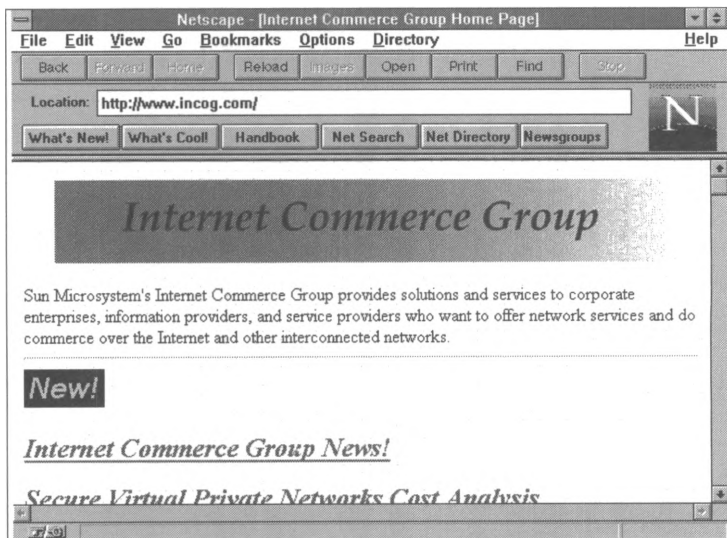 Netscape - [Internet Commerce Group Home Page]
File Edit View Go Bookmarks Options Directory Help
Back Forward Home Reload Images Open Print Find Stop
Location: http://www.incog.com/
N
What's New! What's Cool! Handbook Net Search Net Directory Newsgroups
Internet Commerce Group
Sun Microsystem's Internet Commerce Group provides solutions and services to corporate
enterprises, information providers, and service providers who want to offer network services and do
commerce over the Internet and other interconnected networks.
New!
Internet Commerce Group News!
Secure Virtual Private Networks Cost Analysis